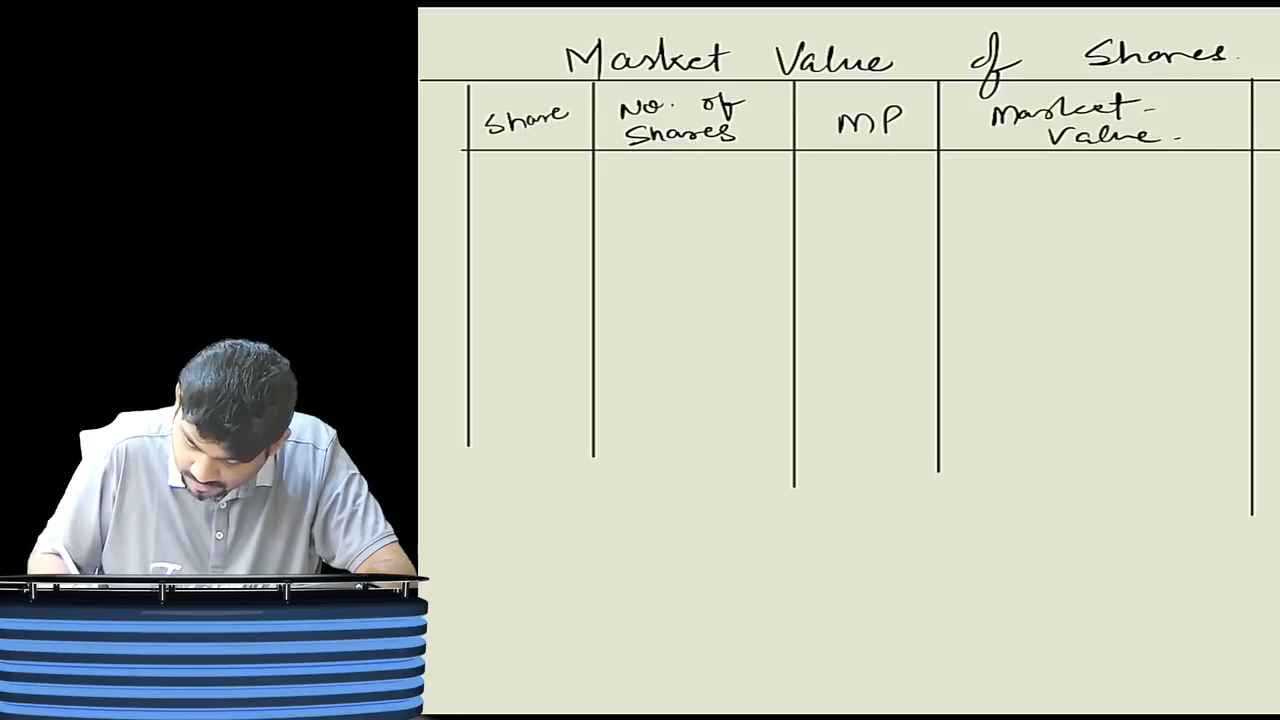 Market Value of Shares.
Share
No. of
Shares
MP
Market
Value.